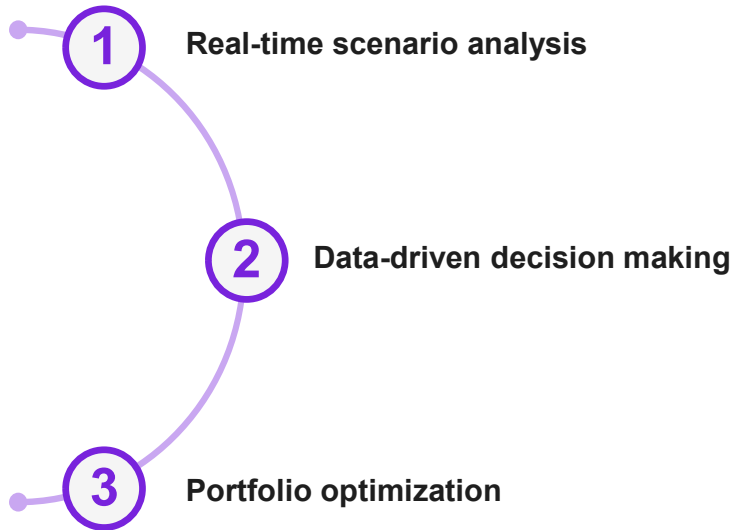 1 Real-time scenario analysis
2 Data-driven decision making
3 Portfolio optimization